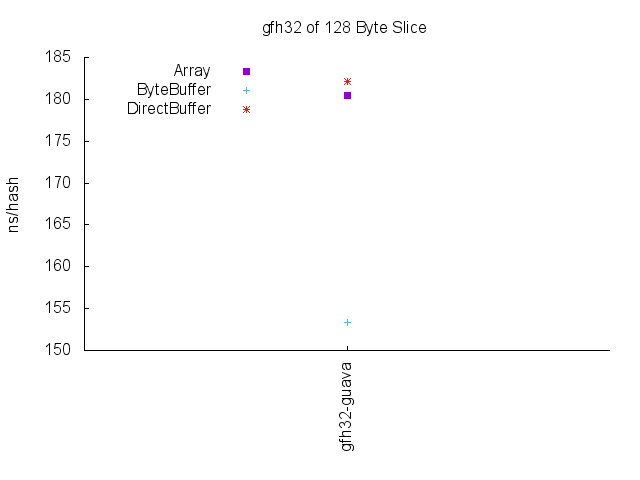 gfh32 of 128 Byte Slice
185
180
175
170
165
160
155
150
ns/hash
Array
ByteBuffer
DirectBuffer
gfh32-guava